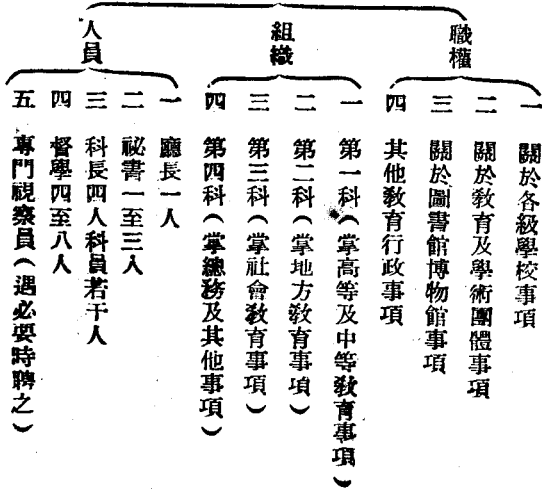 職權
一 關於各級學校事項
二 關於教育及學術團體事項
三 關於圖書館博物館事項
四 其他教育行政事項
組織
一 第一科（掌高等及中等教育事項）
二 第二科（掌地方教育事項）
三 第三科（掌社會教育事項）
四 第四科（掌總務及其他事項）
人員
一 廳長一人
二 祕書一至三人
三 科長四人科員若干人
四 督學四至八人
五 專門視察員（遇必要時聘之）